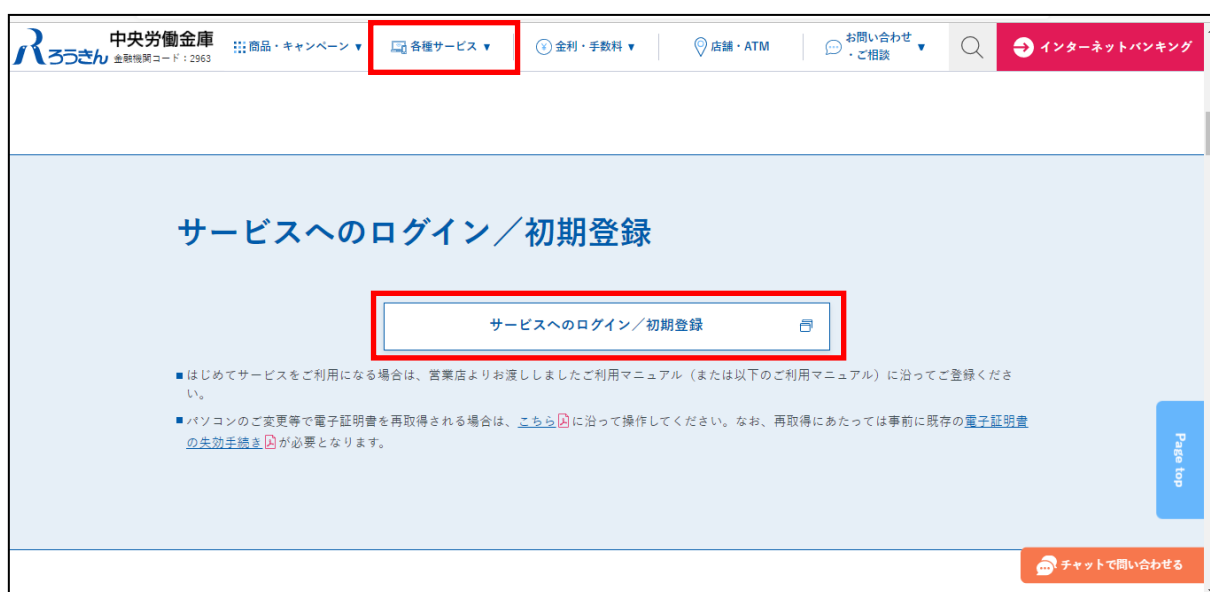 ろうきん 中央労働金庫
金融機関コード：2963
商品・キャンペーン ▼
各種サービス ▼
金利・手数料 ▼
店舗・ATM
お問い合わせ
・ご相談 ▼
インターネットバンキング
サービスへのログイン／初期登録
サービスへのログイン／初期登録
■はじめてサービスをご利用になる場合は、営業店よりお渡ししましたご利用マニュアル（または以下のご利用マニュアル）に沿ってご登録くださ
い。
■パソコンのご変更等で電子証明書を再取得される場合は、こちらに沿って操作してください。なお、再取得にあたっては事前に既存の電子証明書
の失効手続きが必要となります。
Page top
チャットで問い合わせる